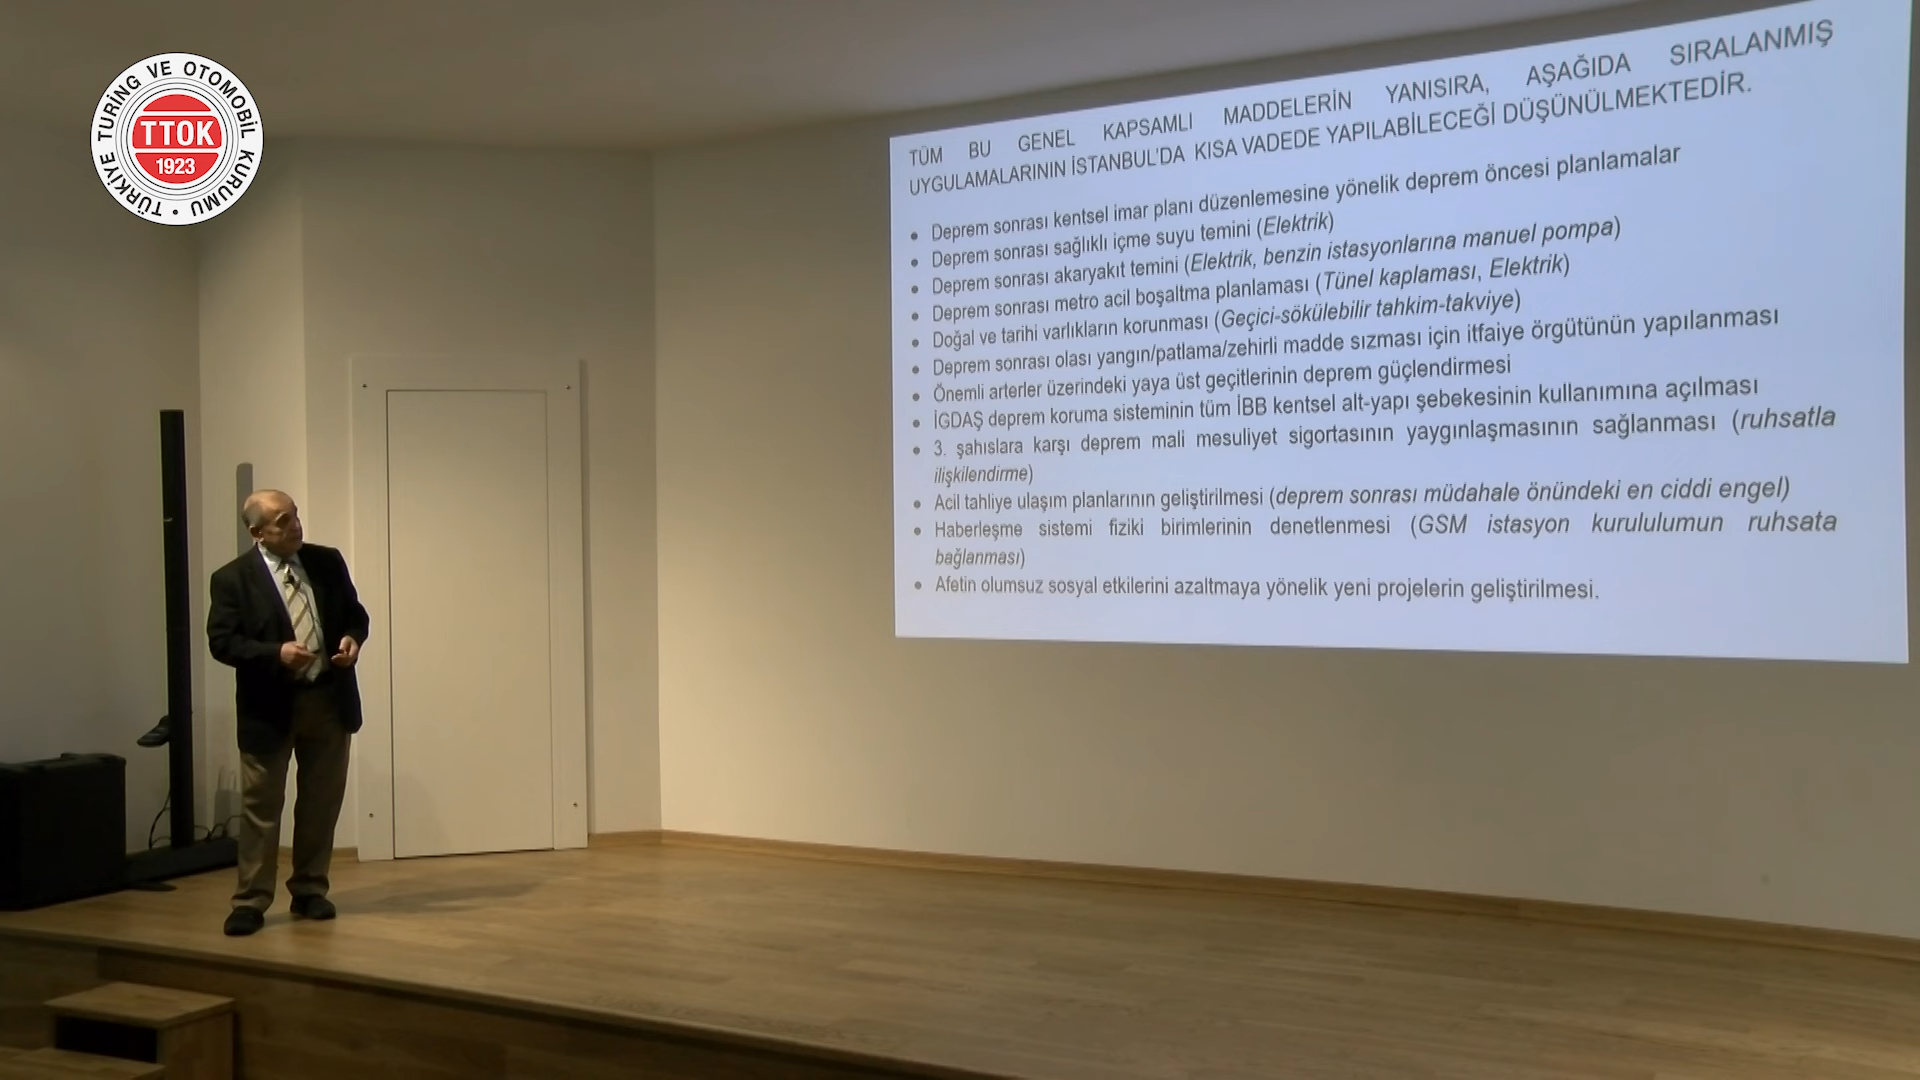 TÜRKİYE TURİNG VE OTOMOBİL KURUMU •
TTOK
1923
TÜM BU GENEL KAPSAMLI MADDELERİN YANISIRA, AŞAĞIDA SIRALANMIŞ
UYGULAMALARININ İSTANBUL'DA KISA VADEDE YAPILABİLECEĞİ DÜŞÜNÜLMEKTEDİR.
• Deprem sonrası kentsel imar planı düzenlemesine yönelik deprem öncesi planlamalar
• Deprem sonrası sağlıklı içme suyu temini (Elektrik)
• Deprem sonrası akaryakıt temini (Elektrik, benzin istasyonlarına manuel pompa)
• Deprem sonrası metro acil boşaltma planlaması (Tünel kaplaması, Elektrik)
• Doğal ve tarihi varlıkların korunması (Geçici-sökülebilir tahkim-takviye)
• Deprem sonrası olası yangın/patlama/zehirli madde sızması için itfaiye örgütünün yapılanması
• Önemli arterler üzerindeki yaya üst geçitlerinin deprem güçlendirmesi
• İGDAŞ deprem koruma sisteminin tüm İBB kentsel alt-yapı şebekesinin kullanımına açılması
• 3. şahıslara karşı deprem mali mesuliyet sigortasının yaygınlaşmasının sağlanması (ruhsatla
ilişkilendirme)
• Acil tahliye ulaşım planlarının geliştirilmesi (deprem sonrası müdahale önündeki en ciddi engel)
• Haberleşme sistemi fiziki birimlerinin denetlenmesi (GSM istasyon kurululumun ruhsata
bağlanması)
• Afetin olumsuz sosyal etkilerini azaltmaya yönelik yeni projelerin geliştirilmesi.